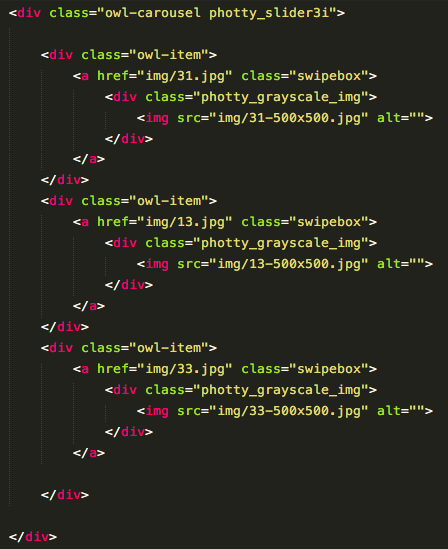 <div class="owl-carousel photty_slider3i">
<div class="owl-item">
<a href="img/31.jpg" class="swipebox">
<div class="photty_grayscale_img">
<img src="img/31-500x500.jpg" alt="">
</div>
</a>
</div>
<div class="owl-item">
<a href="img/13.jpg" class="swipebox">
<div class="photty_grayscale_img">
<img src="img/13-500x500.jpg" alt="">
</div>
</a>
</div>
<div class="owl-item">
<a href="img/33.jpg" class="swipebox">
<div class="photty_grayscale_img">
<img src="img/33-500x500.jpg" alt="">
</div>
</a>
</div>
</div>